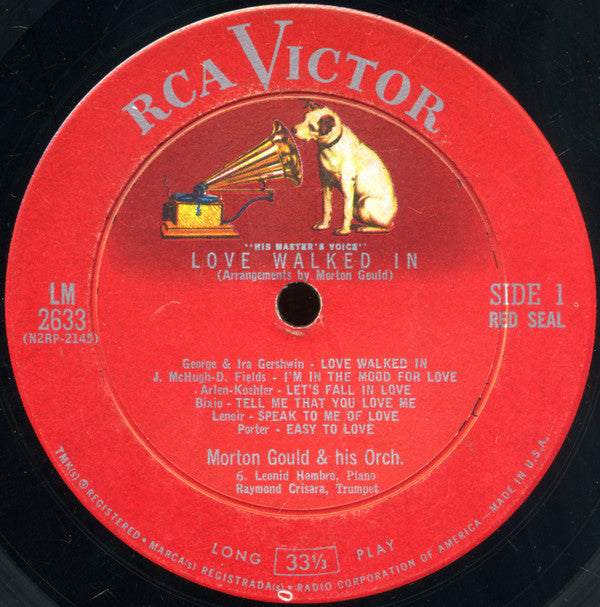 RCA VICTOR
"HIS MASTER'S VOICE"
LOVE WALKED IN
(Arrangements by Morton Gould)
LM
2633
(N2RP-2145)
SIDE 1
RED SEAL
George & Ira Gershwin - LOVE WALKED IN
J. McHugh-D. Fields - I'M IN THE MOOD FOR LOVE
Arlen-Koehler - LET'S FALL IN LOVE
Bixio - TELL ME THAT YOU LOVE ME
Lenoir - SPEAK TO ME OF LOVE
Porter - EASY TO LOVE
Morton Gould & his Orch.
6. Leonid Hambro, Piano
Raymond Crisara, Trumpet
LONG 33⅓ PLAY
TMK(s) ® REGISTERED • MARCA(s) REGISTRADA(s) • RADIO CORPORATION OF AMERICA — MADE IN U.S.A.